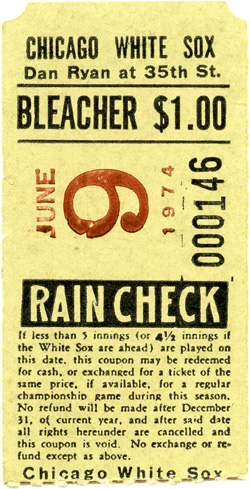 CHICAGO WHITE SOX
Dan Ryan at 35th St.
BLEACHER $1.00
JUNE
9
1974
000146
RAIN CHECK
If less than 5 innings (or 4½ innings if
the White Sox are ahead) are played on
this date, this coupon may be redeemed
for cash, or exchanged for a ticket of the
same price, if available, for a regular
championship game during this season.
No refund will be made after December
31, of current year, and after said date
all rights hereunder are cancelled and
this coupon is void. No exchange or re-
fund except as above.
Chicago White Sox